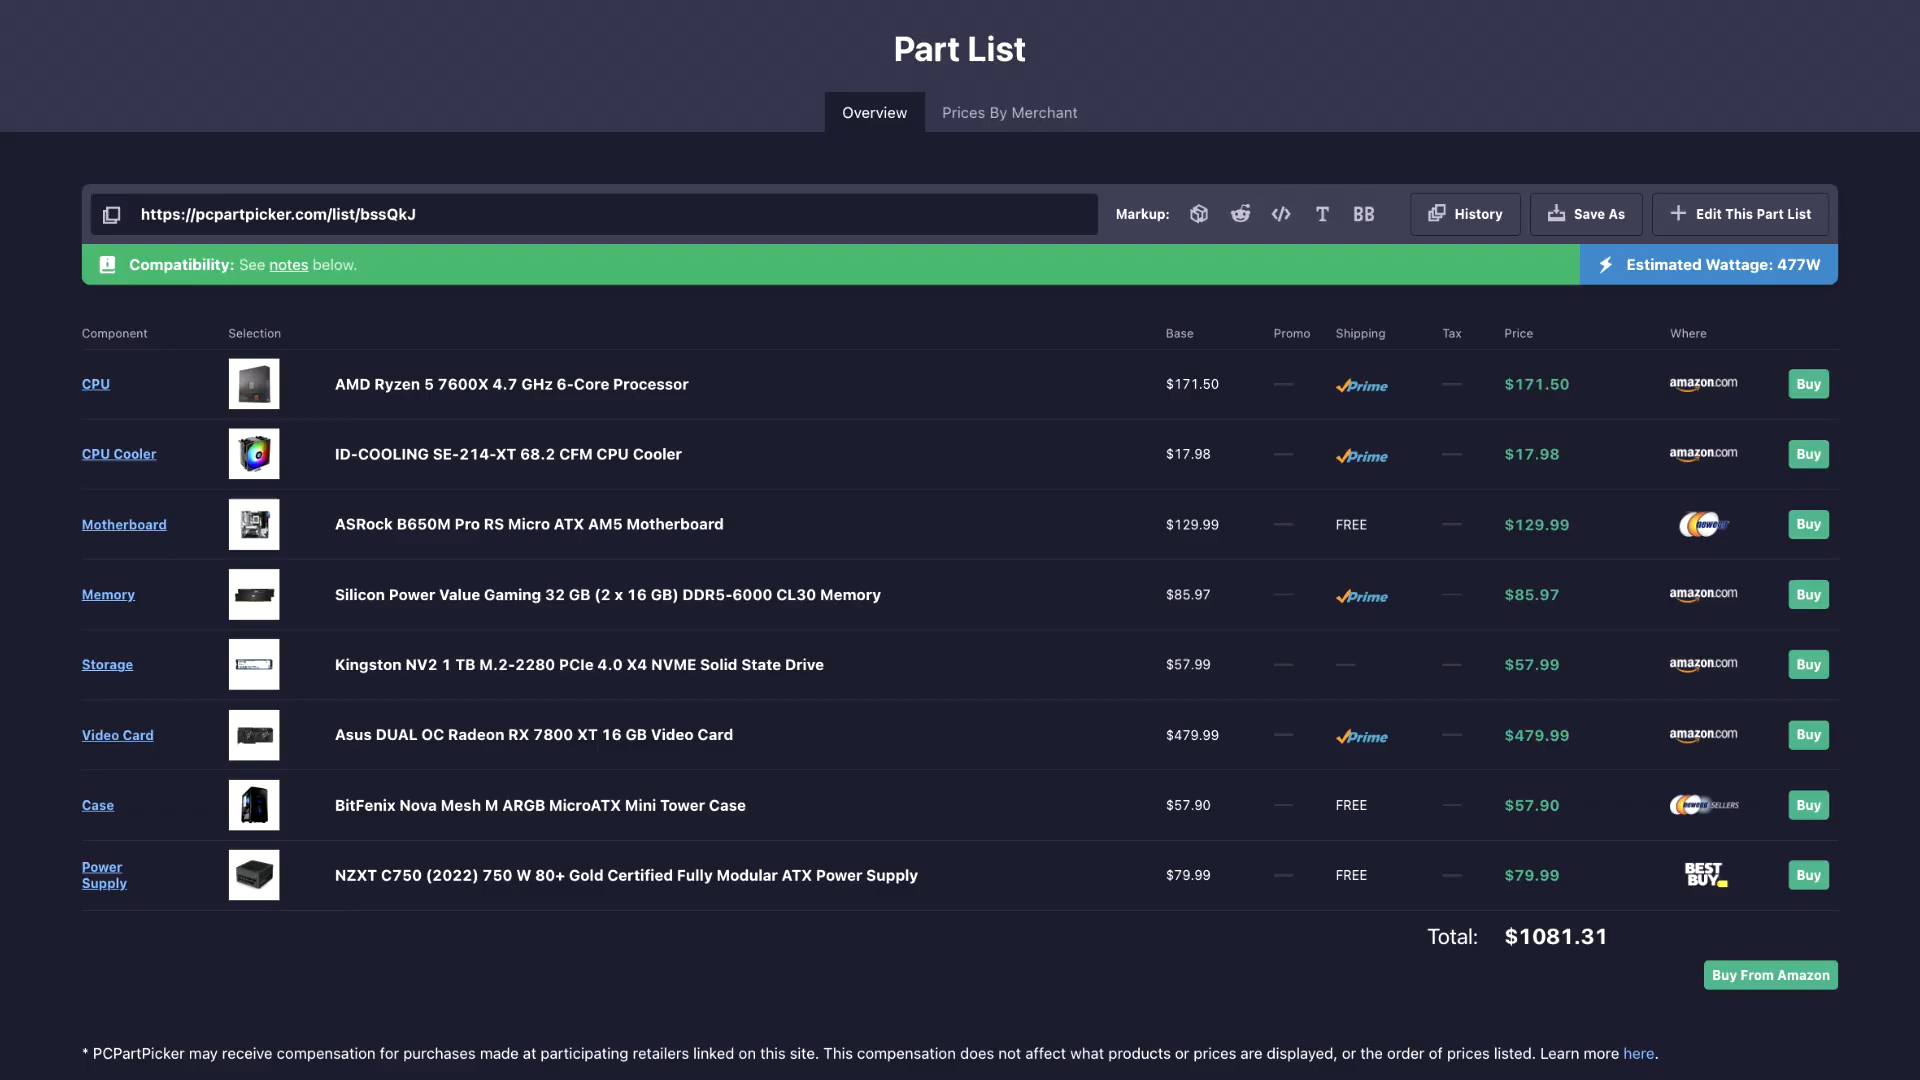 Part List
Overview Prices By Merchant
https://pcpartpicker.com/list/bssQkJ Markup: T BB History Save As Edit This Part List
Compatibility: See notes below. Estimated Wattage: 477W
Component Selection Base Promo Shipping Tax Price Where
CPU AMD Ryzen 5 7600X 4.7 GHz 6-Core Processor $171.50 — Prime — $171.50 amazon.com Buy
CPU Cooler ID-COOLING SE-214-XT 68.2 CFM CPU Cooler $17.98 — Prime — $17.98 amazon.com Buy
Motherboard ASRock B650M Pro RS Micro ATX AM5 Motherboard $129.99 — FREE — $129.99 newegg Buy
Memory Silicon Power Value Gaming 32 GB (2 x 16 GB) DDR5-6000 CL30 Memory $85.97 — Prime — $85.97 amazon.com Buy
Storage Kingston NV2 1 TB M.2-2280 PCIe 4.0 X4 NVME Solid State Drive $57.99 — — — $57.99 amazon.com Buy
Video Card Asus DUAL OC Radeon RX 7800 XT 16 GB Video Card $479.99 — Prime — $479.99 amazon.com Buy
Case BitFenix Nova Mesh M ARGB MicroATX Mini Tower Case $57.90 — FREE — $57.90 newegg SELLERS Buy
Power
Supply NZXT C750 (2022) 750 W 80+ Gold Certified Fully Modular ATX Power Supply $79.99 — FREE — $79.99 BEST BUY Buy
Total: $1081.31
Buy From Amazon
* PCPartPicker may receive compensation for purchases made at participating retailers linked on this site. This compensation does not affect what products or prices are displayed, or the order of prices listed. Learn more here.